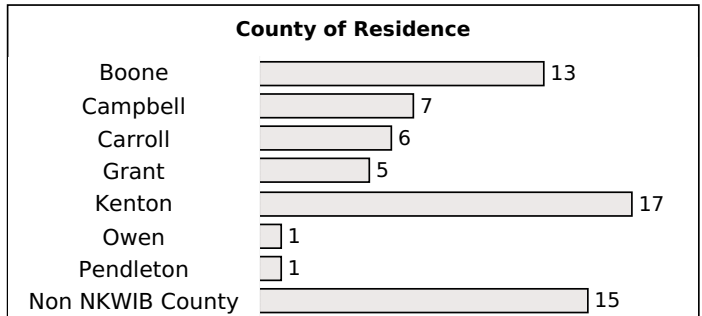 County of Residence
Boone 13
Campbell 7
Carroll 6
Grant 5
Kenton 17
Owen 1
Pendleton 1
Non NKWIB County 15